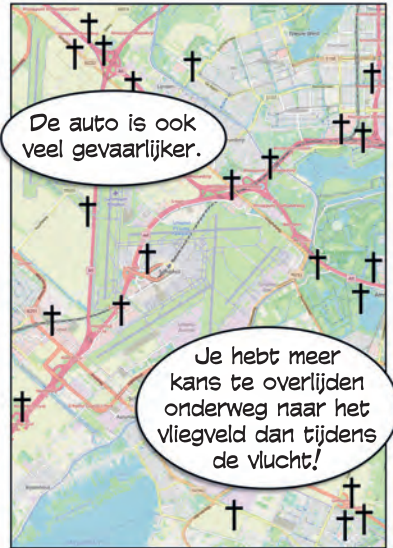 De auto is ook
veel gevaarlijker.
Je hebt meer
kans te overlijden
onderweg naar het
vliegveld dan tijdens
de vlucht!